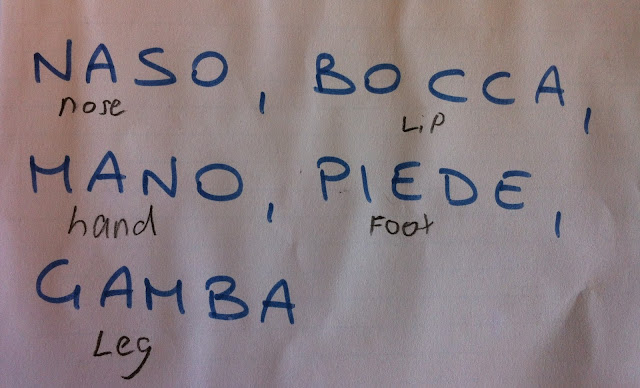 NASO, BOCCA,
nose Lip
MANO, PIEDE,
hand Foot
GAMBA
Leg